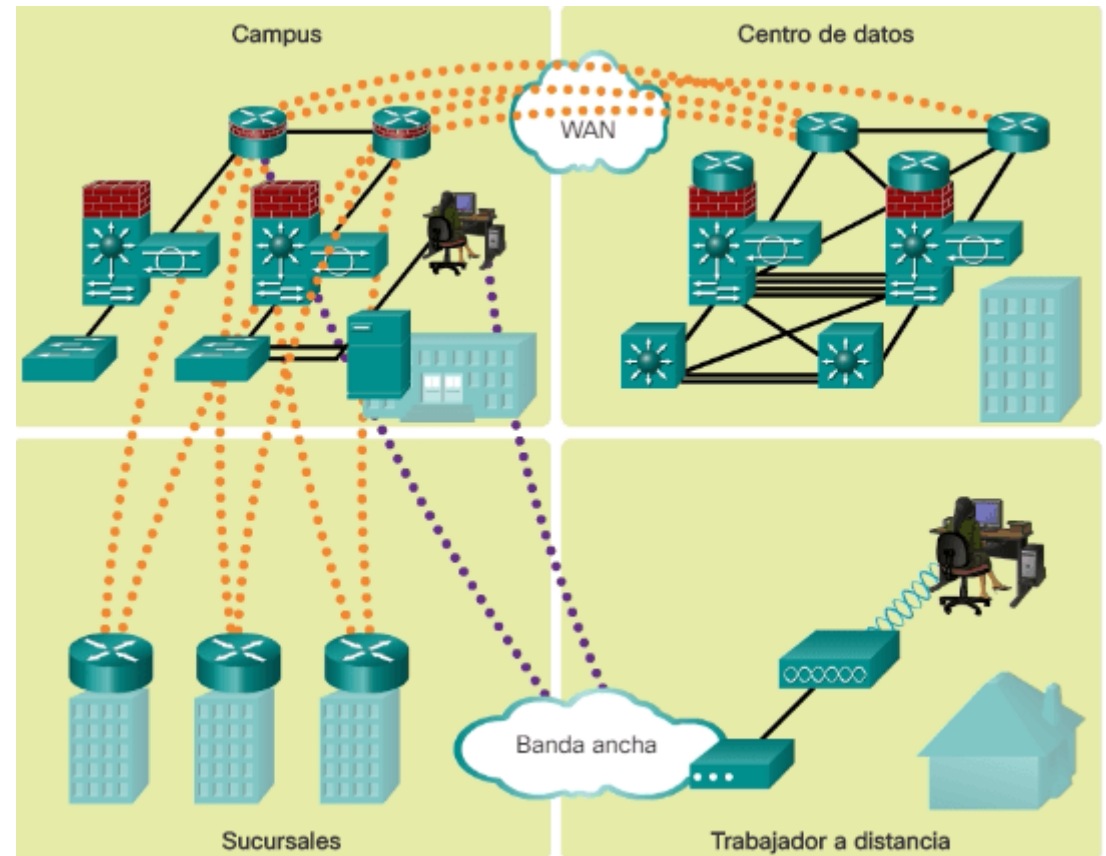 Campus
Centro de datos
WAN
Banda ancha
Sucursales
Trabajador a distancia